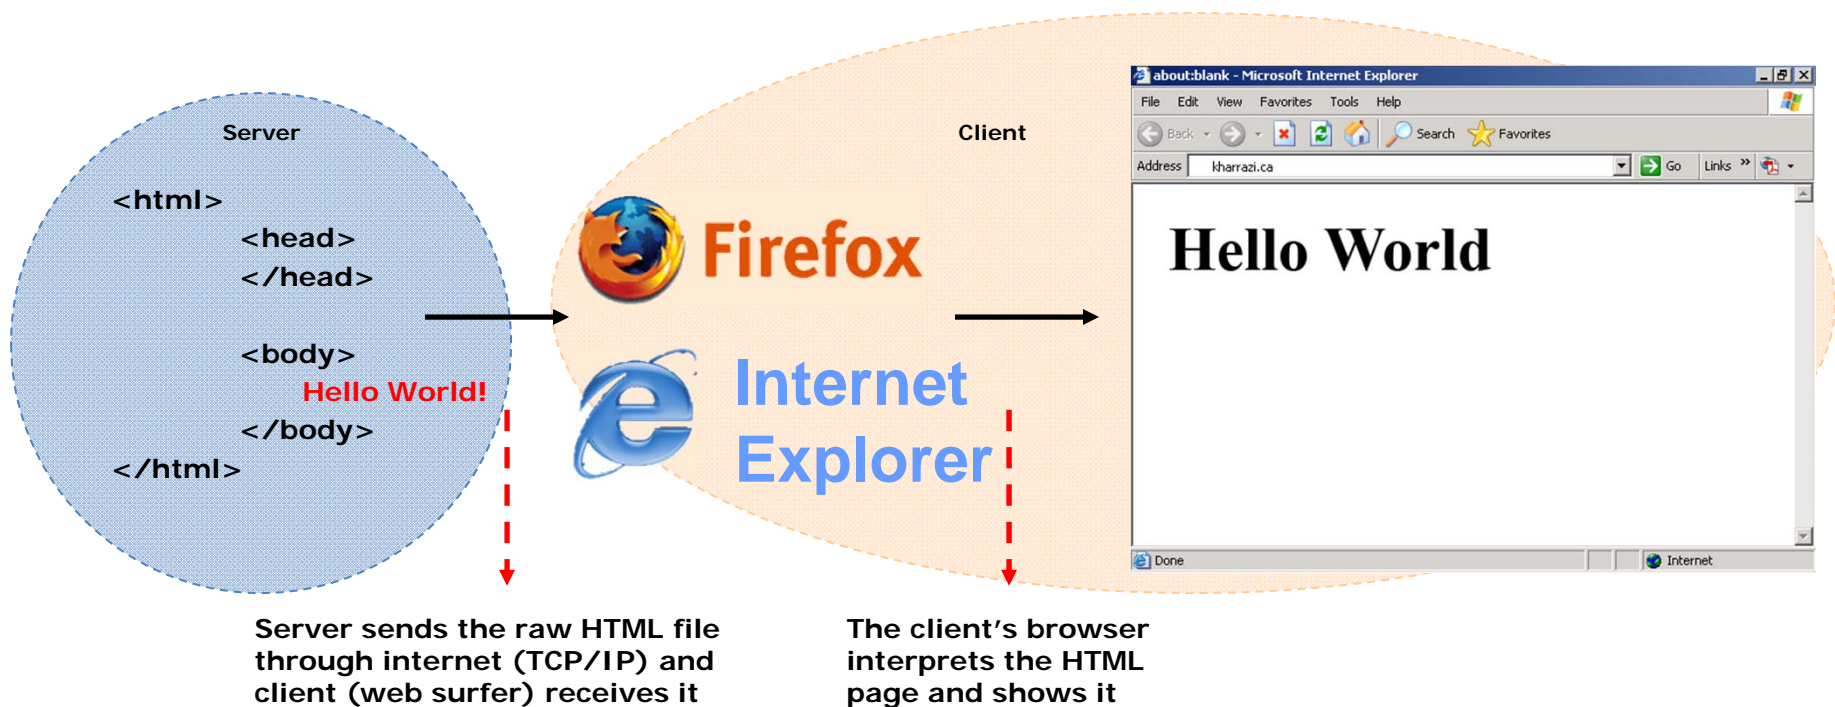 Server
<html>
<head>
</head>
<body>
Hello World!
</body>
</html>
Client
Firefox
Internet
Explorer
about:blank - Microsoft Internet Explorer
File Edit View Favorites Tools Help
Back Search Favorites
Address kharrazi.ca Go Links »
Hello World
Done Internet
Server sends the raw HTML file
through internet (TCP/IP) and
client (web surfer) receives it
The client’s browser
interprets the HTML
page and shows it